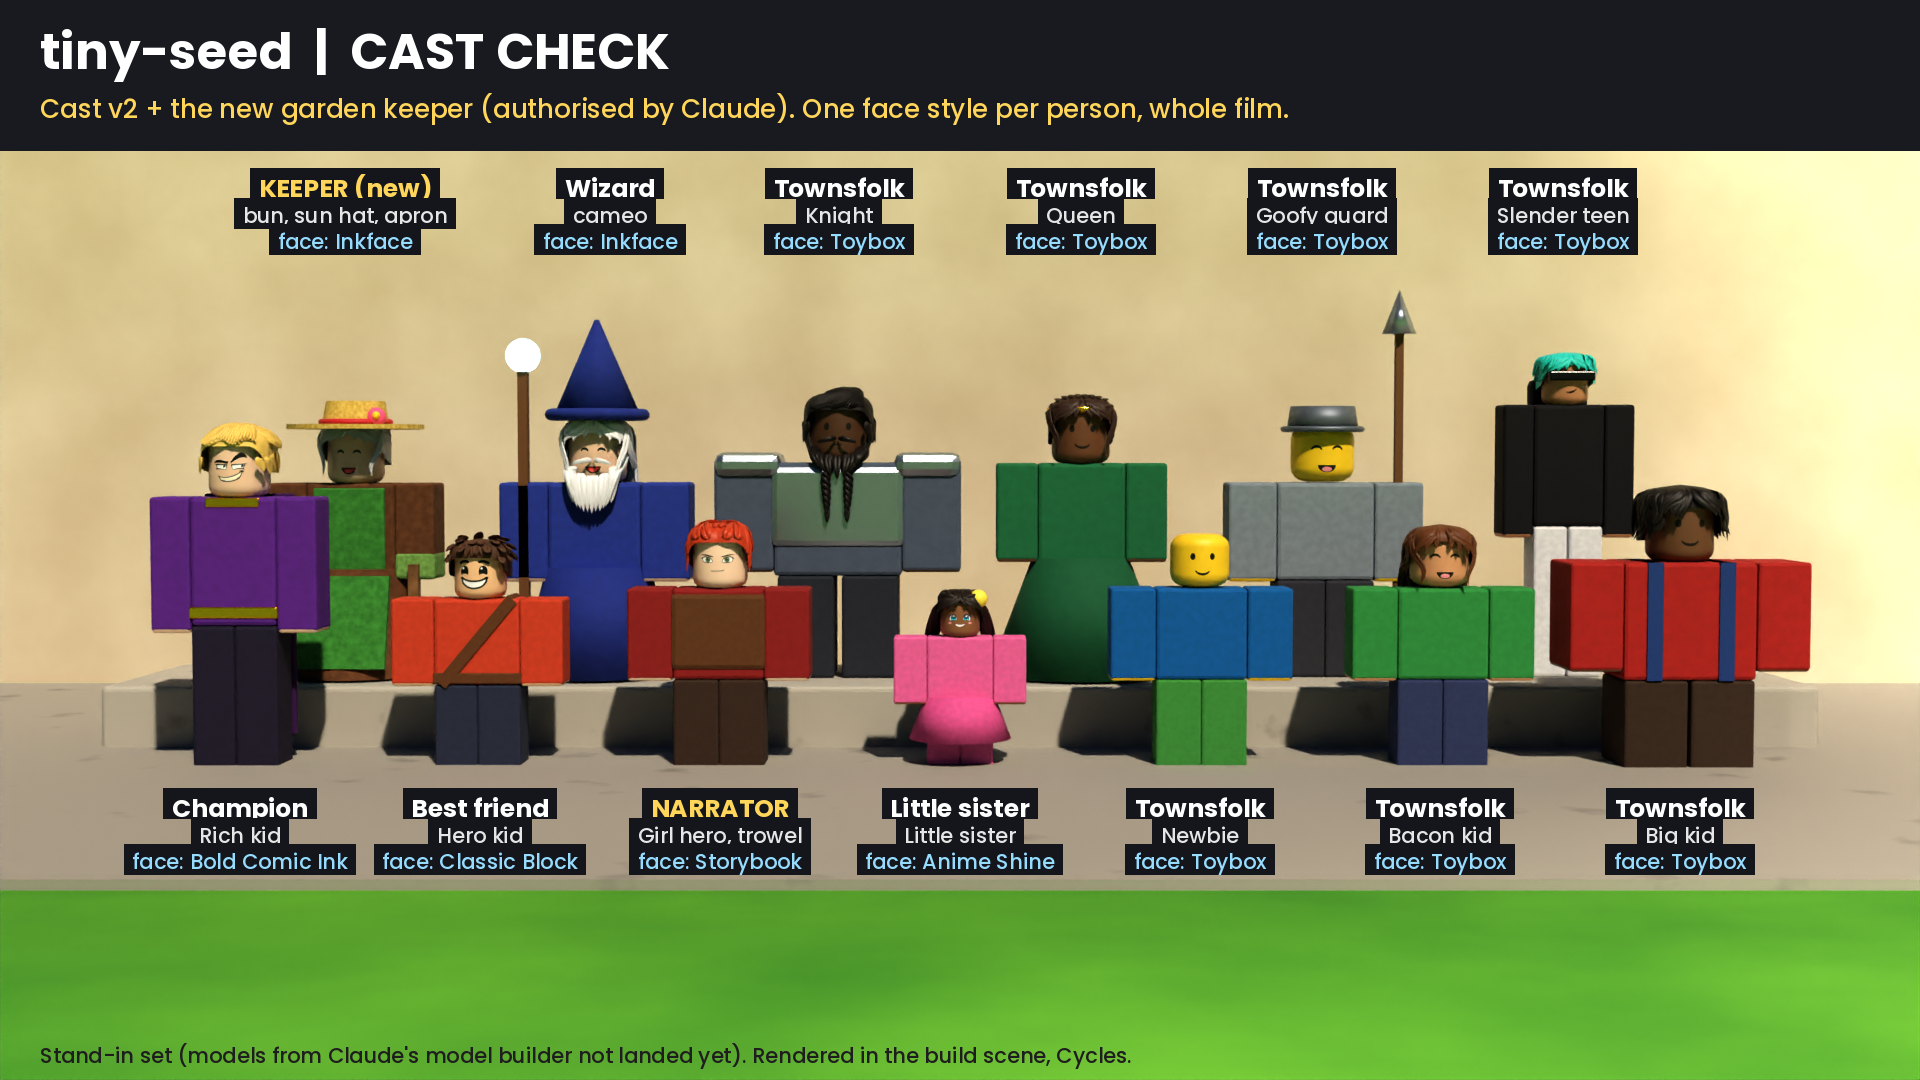 tiny-seed | CAST CHECK
Cast v2 + the new garden keeper (authorised by Claude). One face style per person, whole film.
KEEPER (new)
bun, sun hat, apron
face: Inkface
Wizard
cameo
face: Inkface
Townsfolk
Knight
face: Toybox
Townsfolk
Queen
face: Toybox
Townsfolk
Goofy guard
face: Toybox
Townsfolk
Slender teen
face: Toybox
Champion
Rich kid
face: Bold Comic Ink
Best friend
Hero kid
face: Classic Block
NARRATOR
Girl hero, trowel
face: Storybook
Little sister
Little sister
face: Anime Shine
Townsfolk
Newbie
face: Toybox
Townsfolk
Bacon kid
face: Toybox
Townsfolk
Big kid
face: Toybox
Stand-in set (models from Claude's model builder not landed yet). Rendered in the build scene, Cycles.